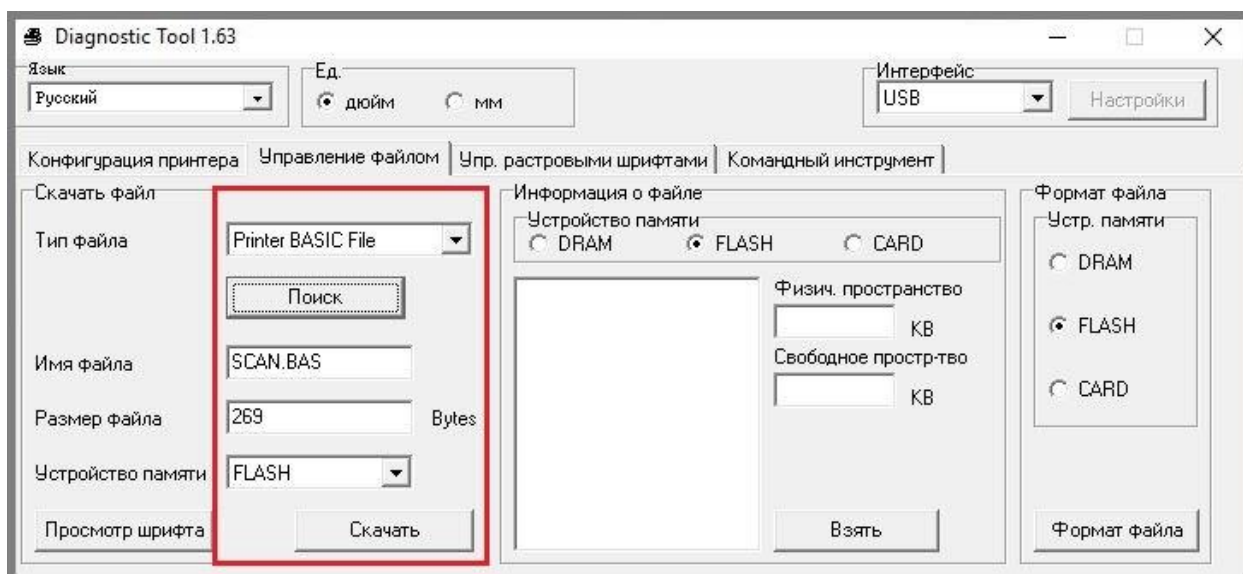 Diagnostic Tool 1.63
Язык
Русский
Ед.
дюйм
мм
Интерфейс
USB
Настройки
Конфигурация принтера
Управление файлом
Упр. растровыми шрифтами
Командный инструмент
Скачать файл
Тип файла
Printer BASIC File
Поиск
Имя файла
SCAN.BAS
Размер файла
269
Bytes
Устройство памяти
FLASH
Просмотр шрифта
Скачать
Информация о файле
Устройство памяти
DRAM
FLASH
CARD
Физич. пространство
KB
Свободное простр-тво
KB
Взять
Формат файла
Устр. памяти
DRAM
FLASH
CARD
Формат файла